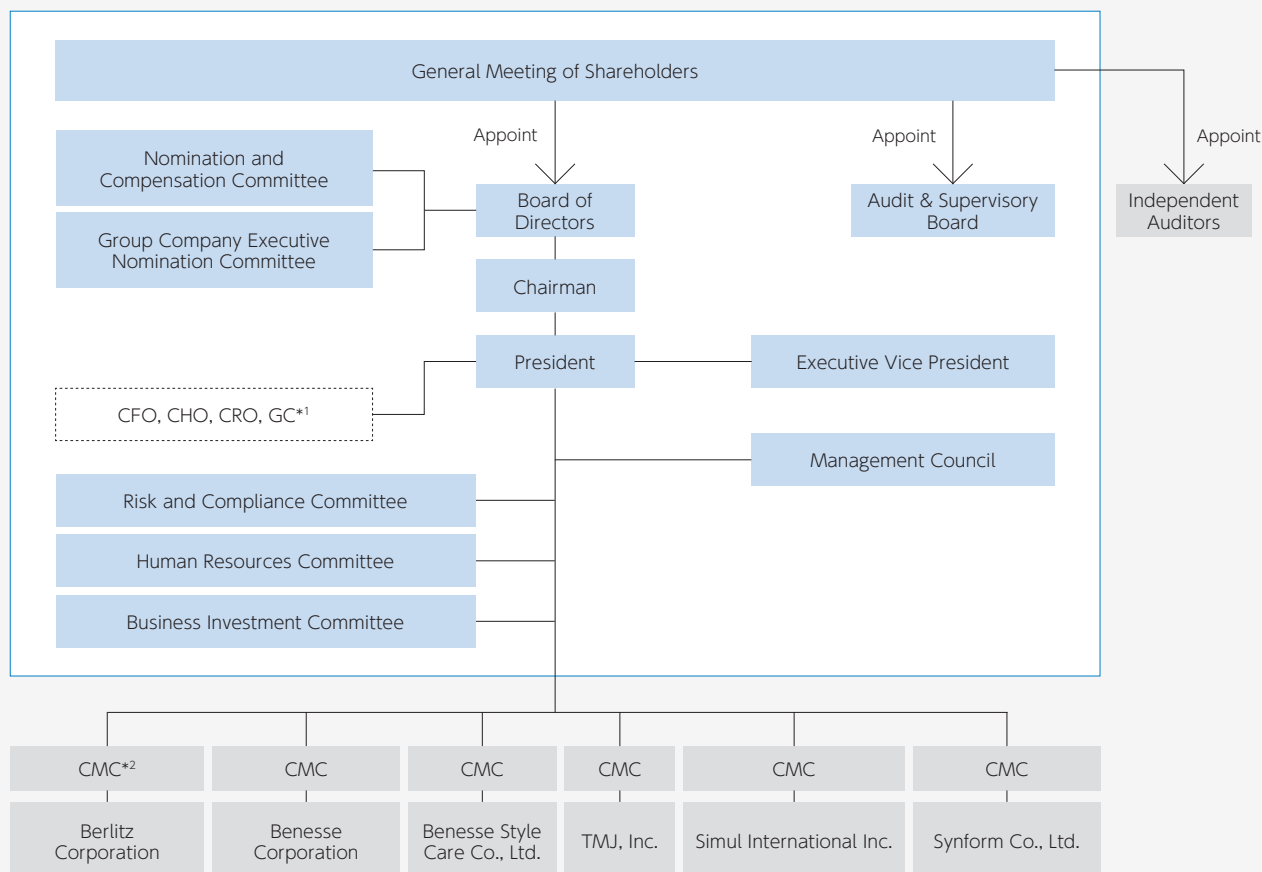 General Meeting of Shareholders
Appoint
Appoint
Appoint
Nomination and
Compensation Committee
Board of
Directors
Audit & Supervisory
Board
Independent
Auditors
Group Company Executive
Nomination Committee
Chairman
President
Executive Vice President
CFO, CHO, CRO, GC*1
Management Council
Risk and Compliance Committee
Human Resources Committee
Business Investment Committee
CMC*2
CMC
CMC
CMC
CMC
CMC
Berlitz
Corporation
Benesse
Corporation
Benesse Style
Care Co., Ltd.
TMJ, Inc.
Simul International Inc.
Synform Co., Ltd.